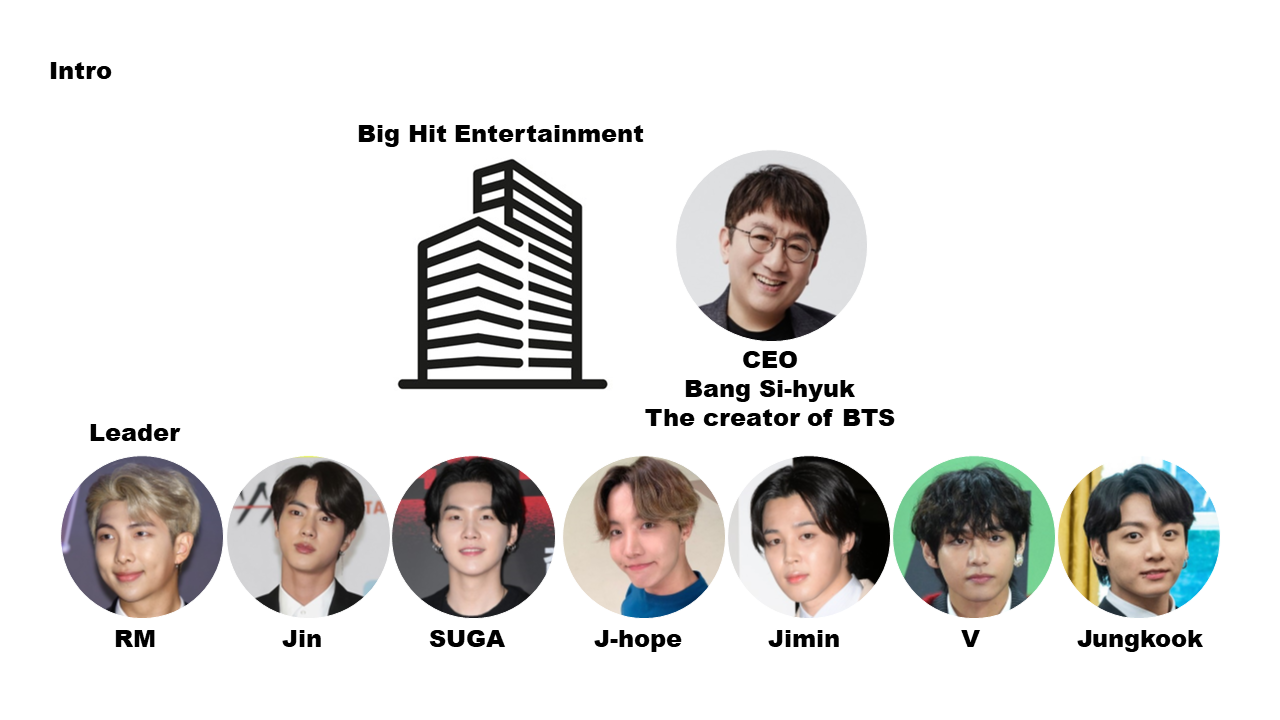 Intro
Big Hit Entertainment
CEO
Bang Si-hyuk
The creator of BTS
Leader
RM
Jin
SUGA
J-hope
Jimin
V
Jungkook